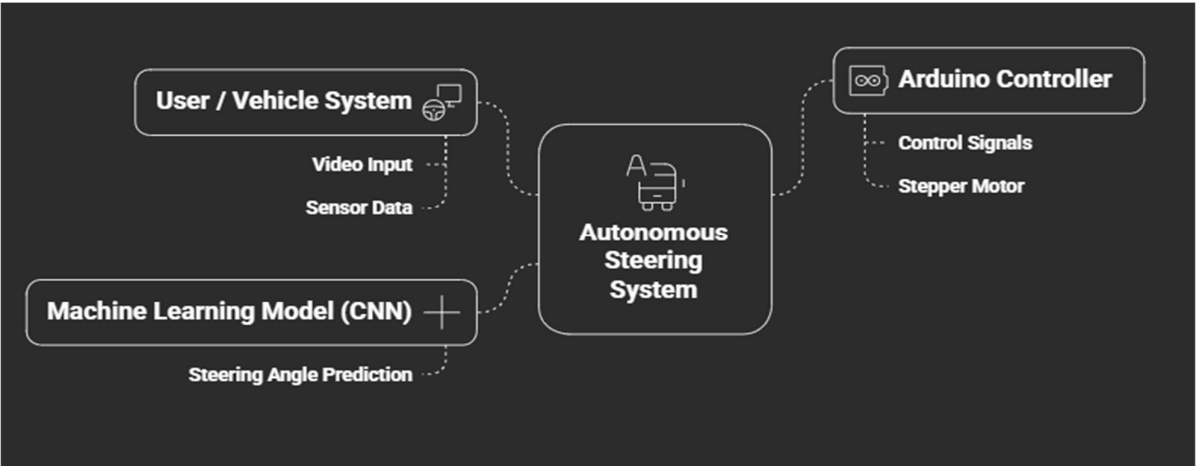 User / Vehicle System
Video Input
Sensor Data
Machine Learning Model (CNN)
Steering Angle Prediction
A
Autonomous
Steering
System
Arduino Controller
Control Signals
Stepper Motor